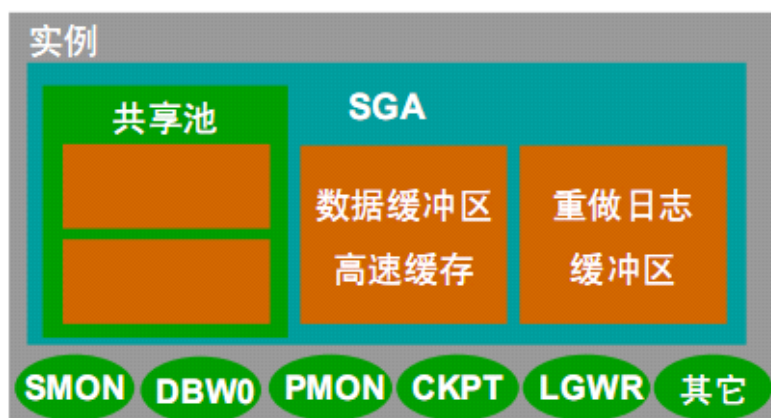 实例
共享池
SGA
数据缓冲区
高速缓存
重做日志
缓冲区
SMON
DBW0
PMON
CKPT
LGWR
其它